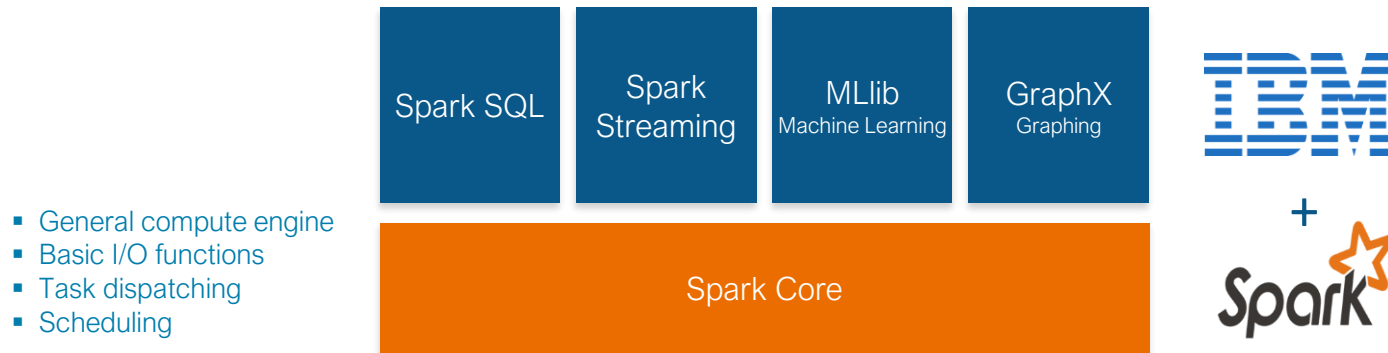 Spark SQL
Spark
Streaming
MLlib
Machine Learning
GraphX
Graphing
IBM
▪ General compute engine
▪ Basic I/O functions
▪ Task dispatching
▪ Scheduling
Spark Core
+
Spark